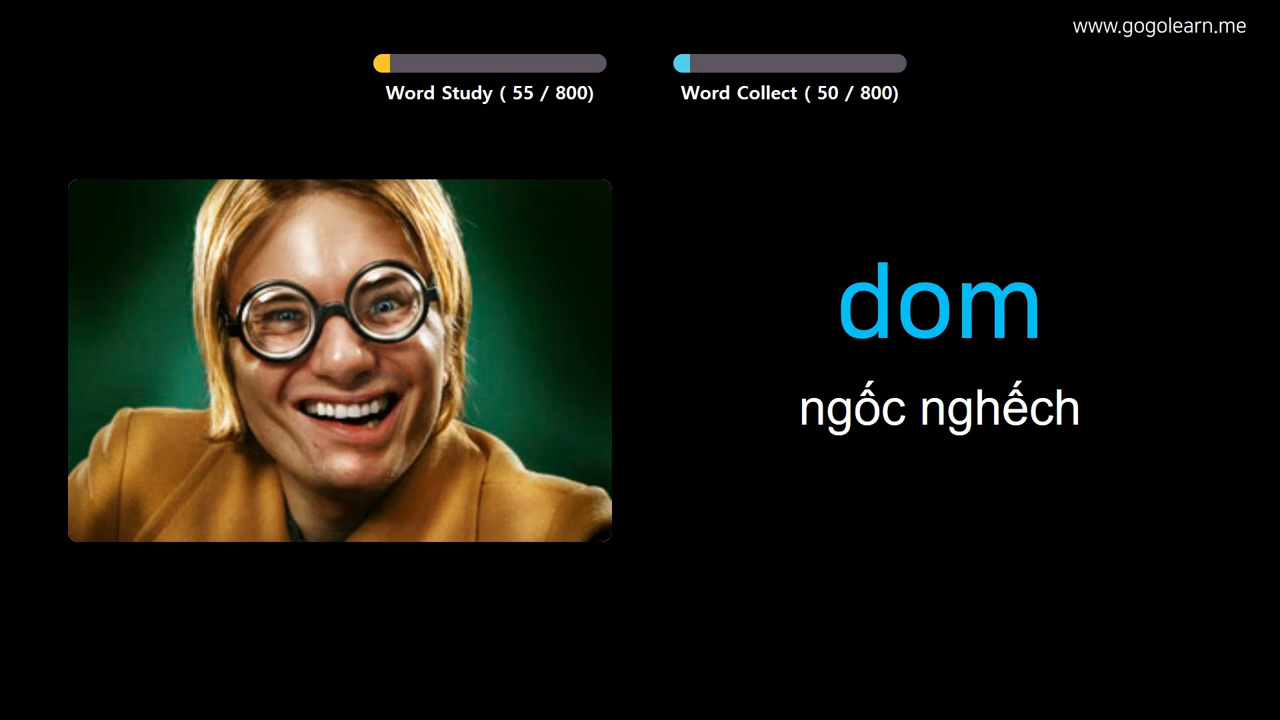 www.gogolearn.me
Word Study ( 55 / 800)
Word Collect ( 50 / 800)
dom
ngốc nghếch